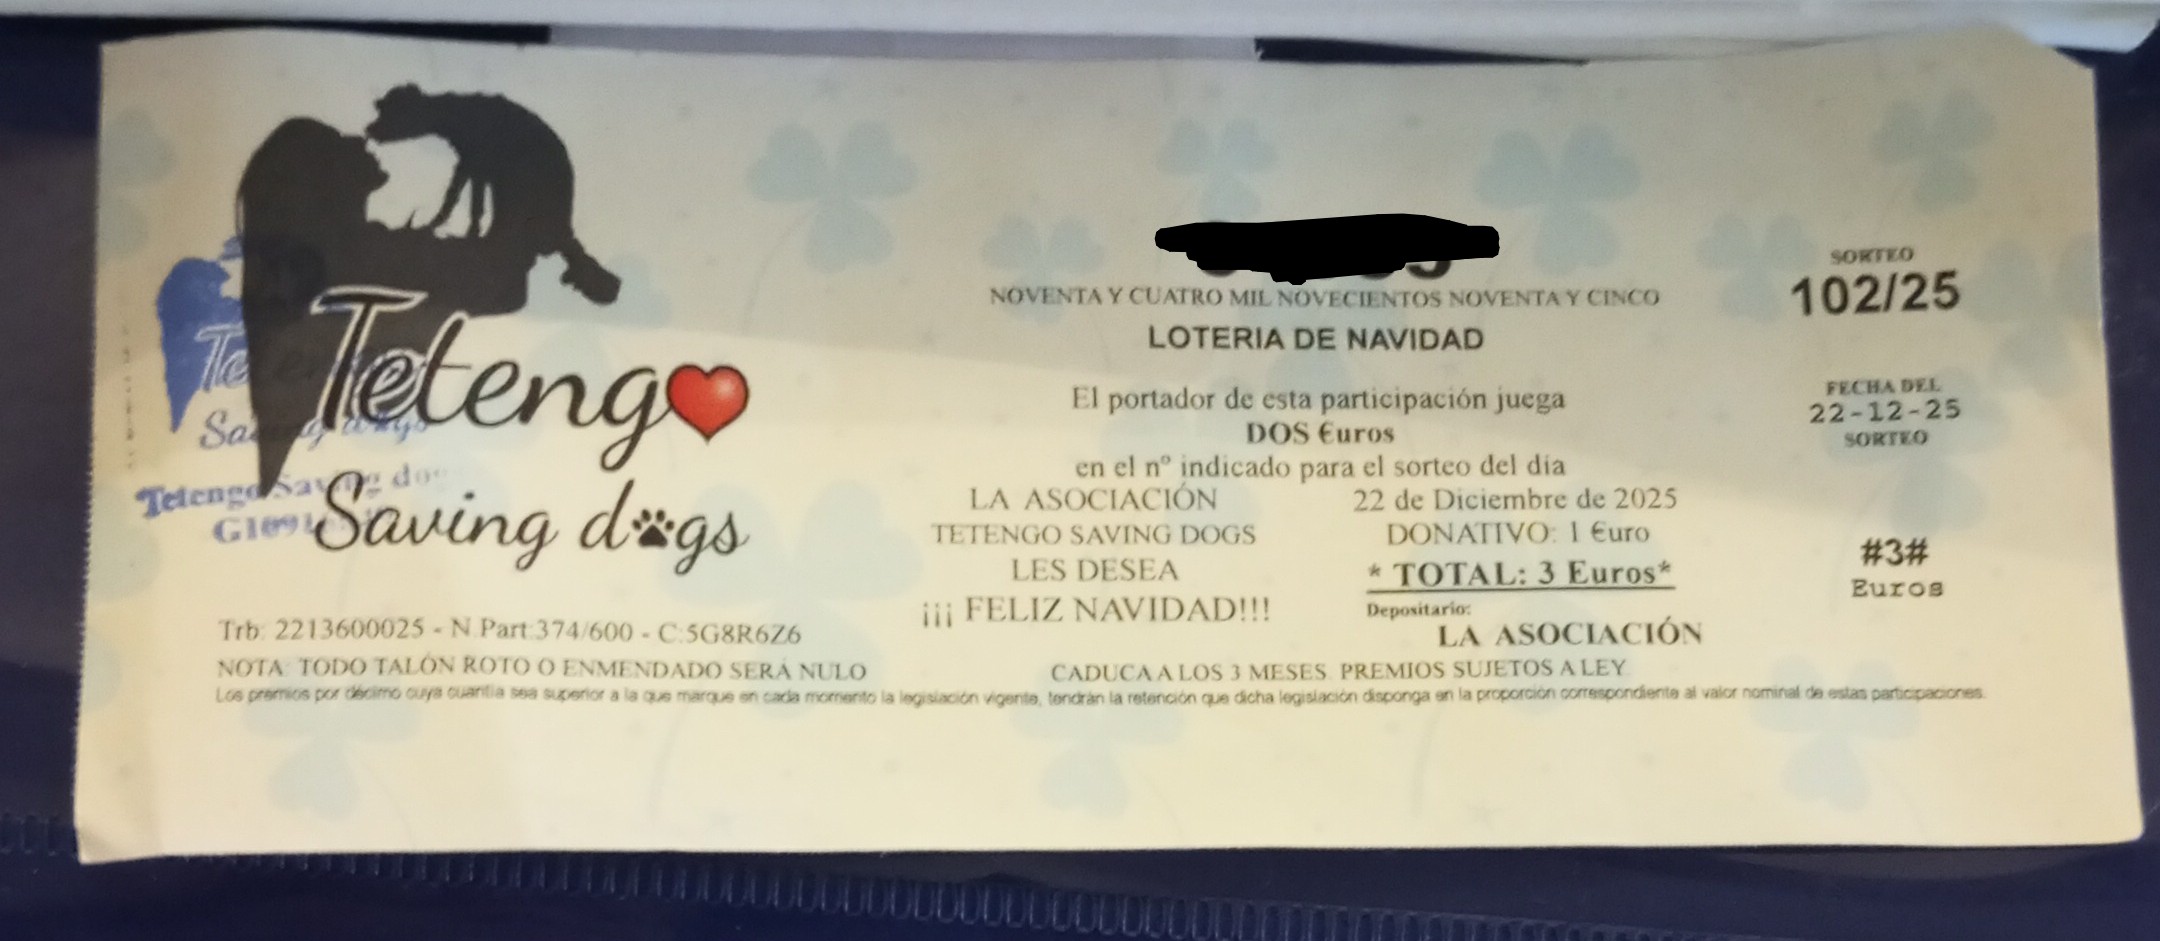 Tetengo
Saving dogs
Tetengo Saving do
NOVENTA Y CUATRO MIL NOVECIENTOS NOVENTA Y CINCO
LOTERIA DE NAVIDAD
El portador de esta participación juega
DOS €uros
en el nº indicado para el sorteo del día
22 de Diciembre de 2025
DONATIVO: 1 €uro
* TOTAL: 3 Euros*
Depositario:
LA ASOCIACIÓN
LA ASOCIACIÓN
TETENGO SAVING DOGS
LES DESEA
¡¡¡ FELIZ NAVIDAD!!!
SORTEO
102/25
FECHA DEL
22-12-25
SORTEO
#3#
Euros
Trb: 2213600025 - N.Part:374/600 - C:5G8R6Z6
NOTA: TODO TALÓN ROTO O ENMENDADO SERÁ NULO
CADUCA A LOS 3 MESES. PREMIOS SUJETOS A LEY.
Los premios por décimo cuya cuantía sea superior a la que marque en cada momento la legislación vigente, tendrán la retención que dicha legislación disponga en la proporción correspondiente al valor nominal de estas participaciones.